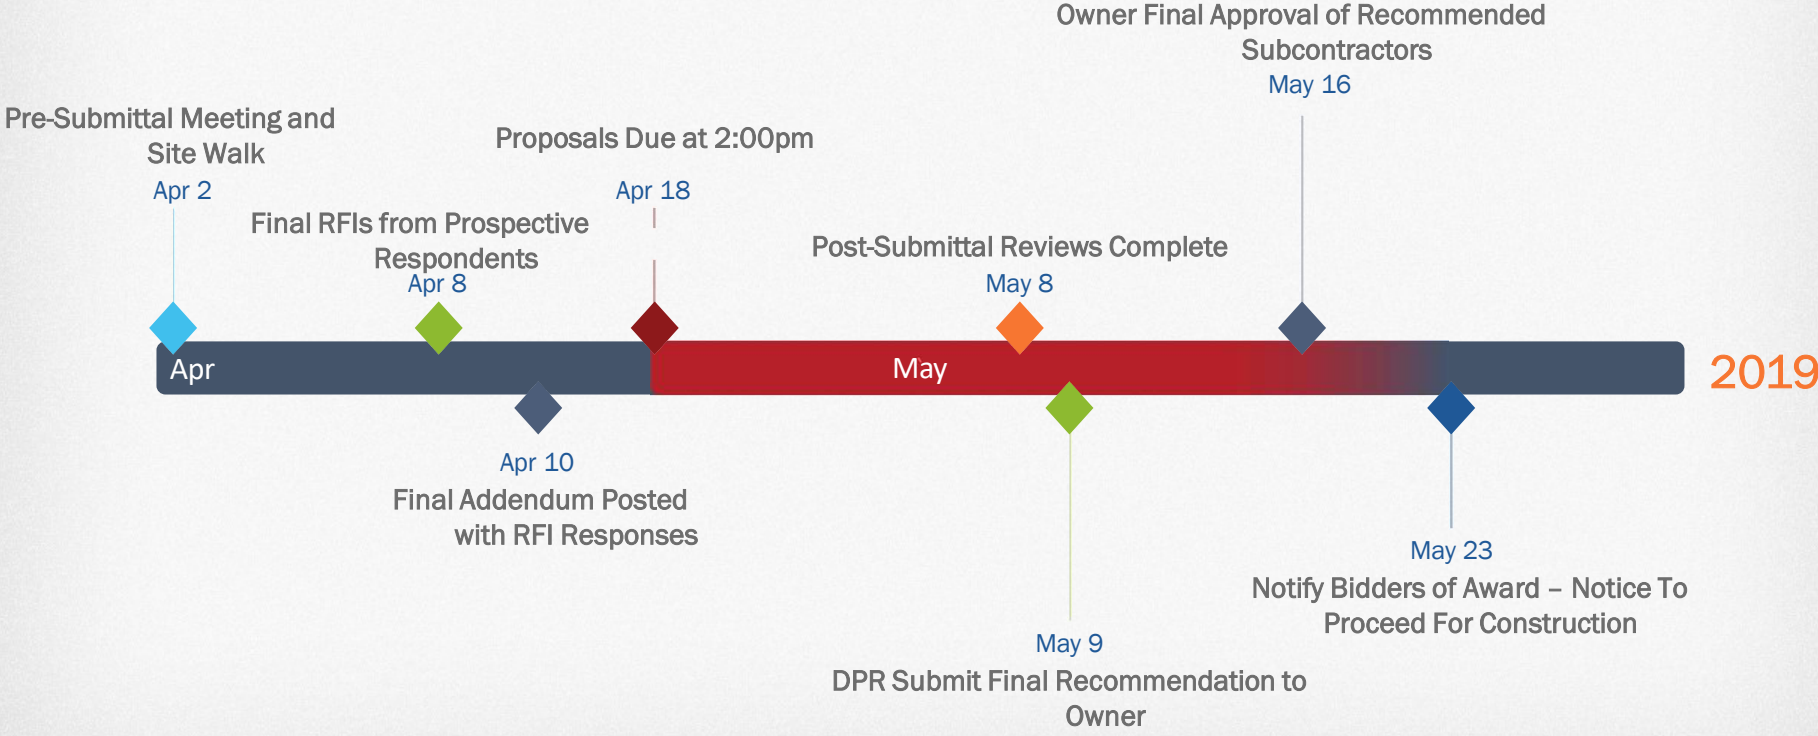 Owner Final Approval of Recommended
Subcontractors
May 16
Pre-Submittal Meeting and
Site Walk
Apr 2
Proposals Due at 2:00pm
Apr 18
Final RFIs from Prospective
Respondents
Apr 8
Post-Submittal Reviews Complete
May 8
Apr
May
2019
Apr 10
Final Addendum Posted
with RFI Responses
May 23
Notify Bidders of Award – Notice To
Proceed For Construction
May 9
DPR Submit Final Recommendation to
Owner